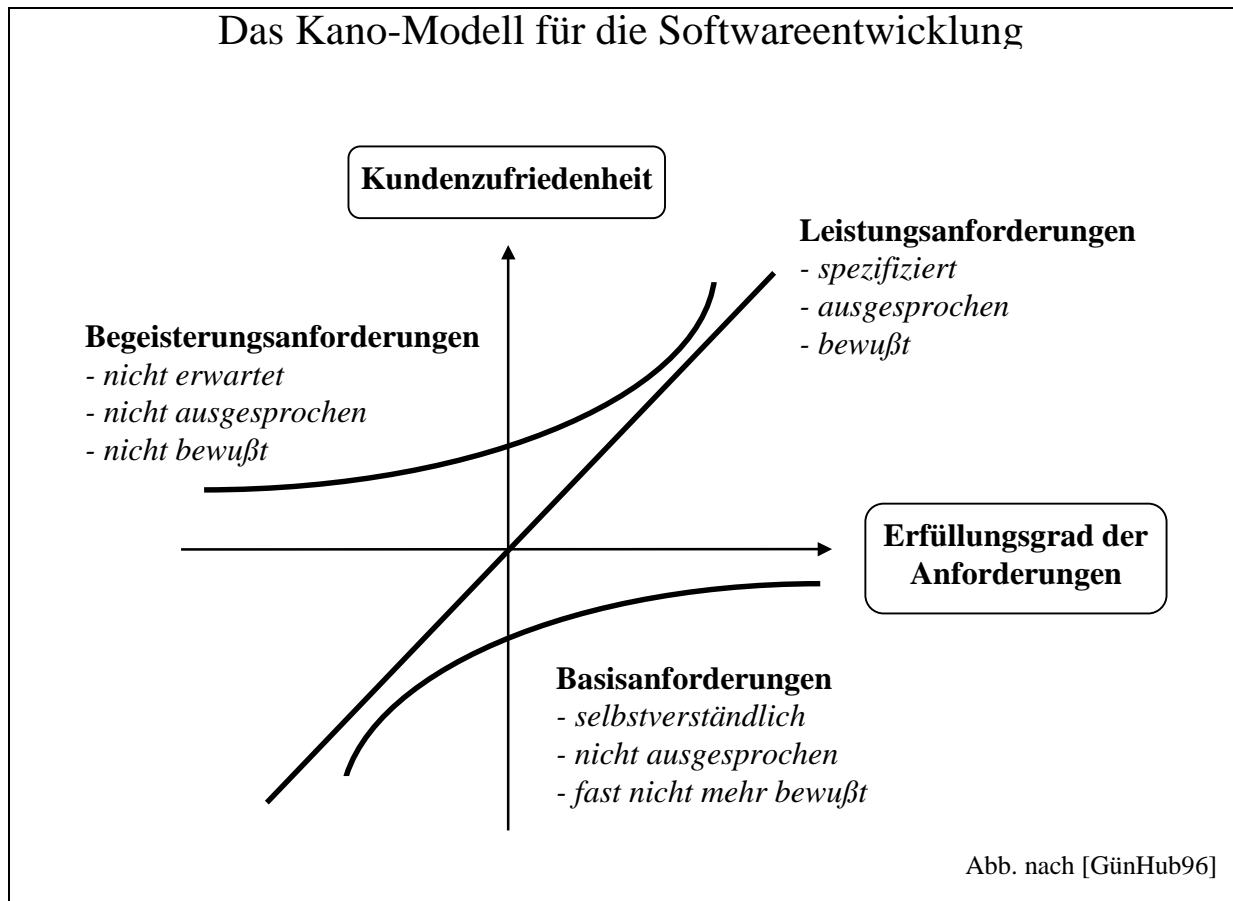 Das Kano-Modell für die Softwareentwicklung
Kundenzufriedenheit
Leistungsanforderungen
- spezifiziert
- ausgesprochen
- bewußt
Begeisterungsanforderungen
- nicht erwartet
- nicht ausgesprochen
- nicht bewußt
Erfüllungsgrad der
Anforderungen
Basisanforderungen
- selbstverständlich
- nicht ausgesprochen
- fast nicht mehr bewußt
Abb. nach [GünHub96]